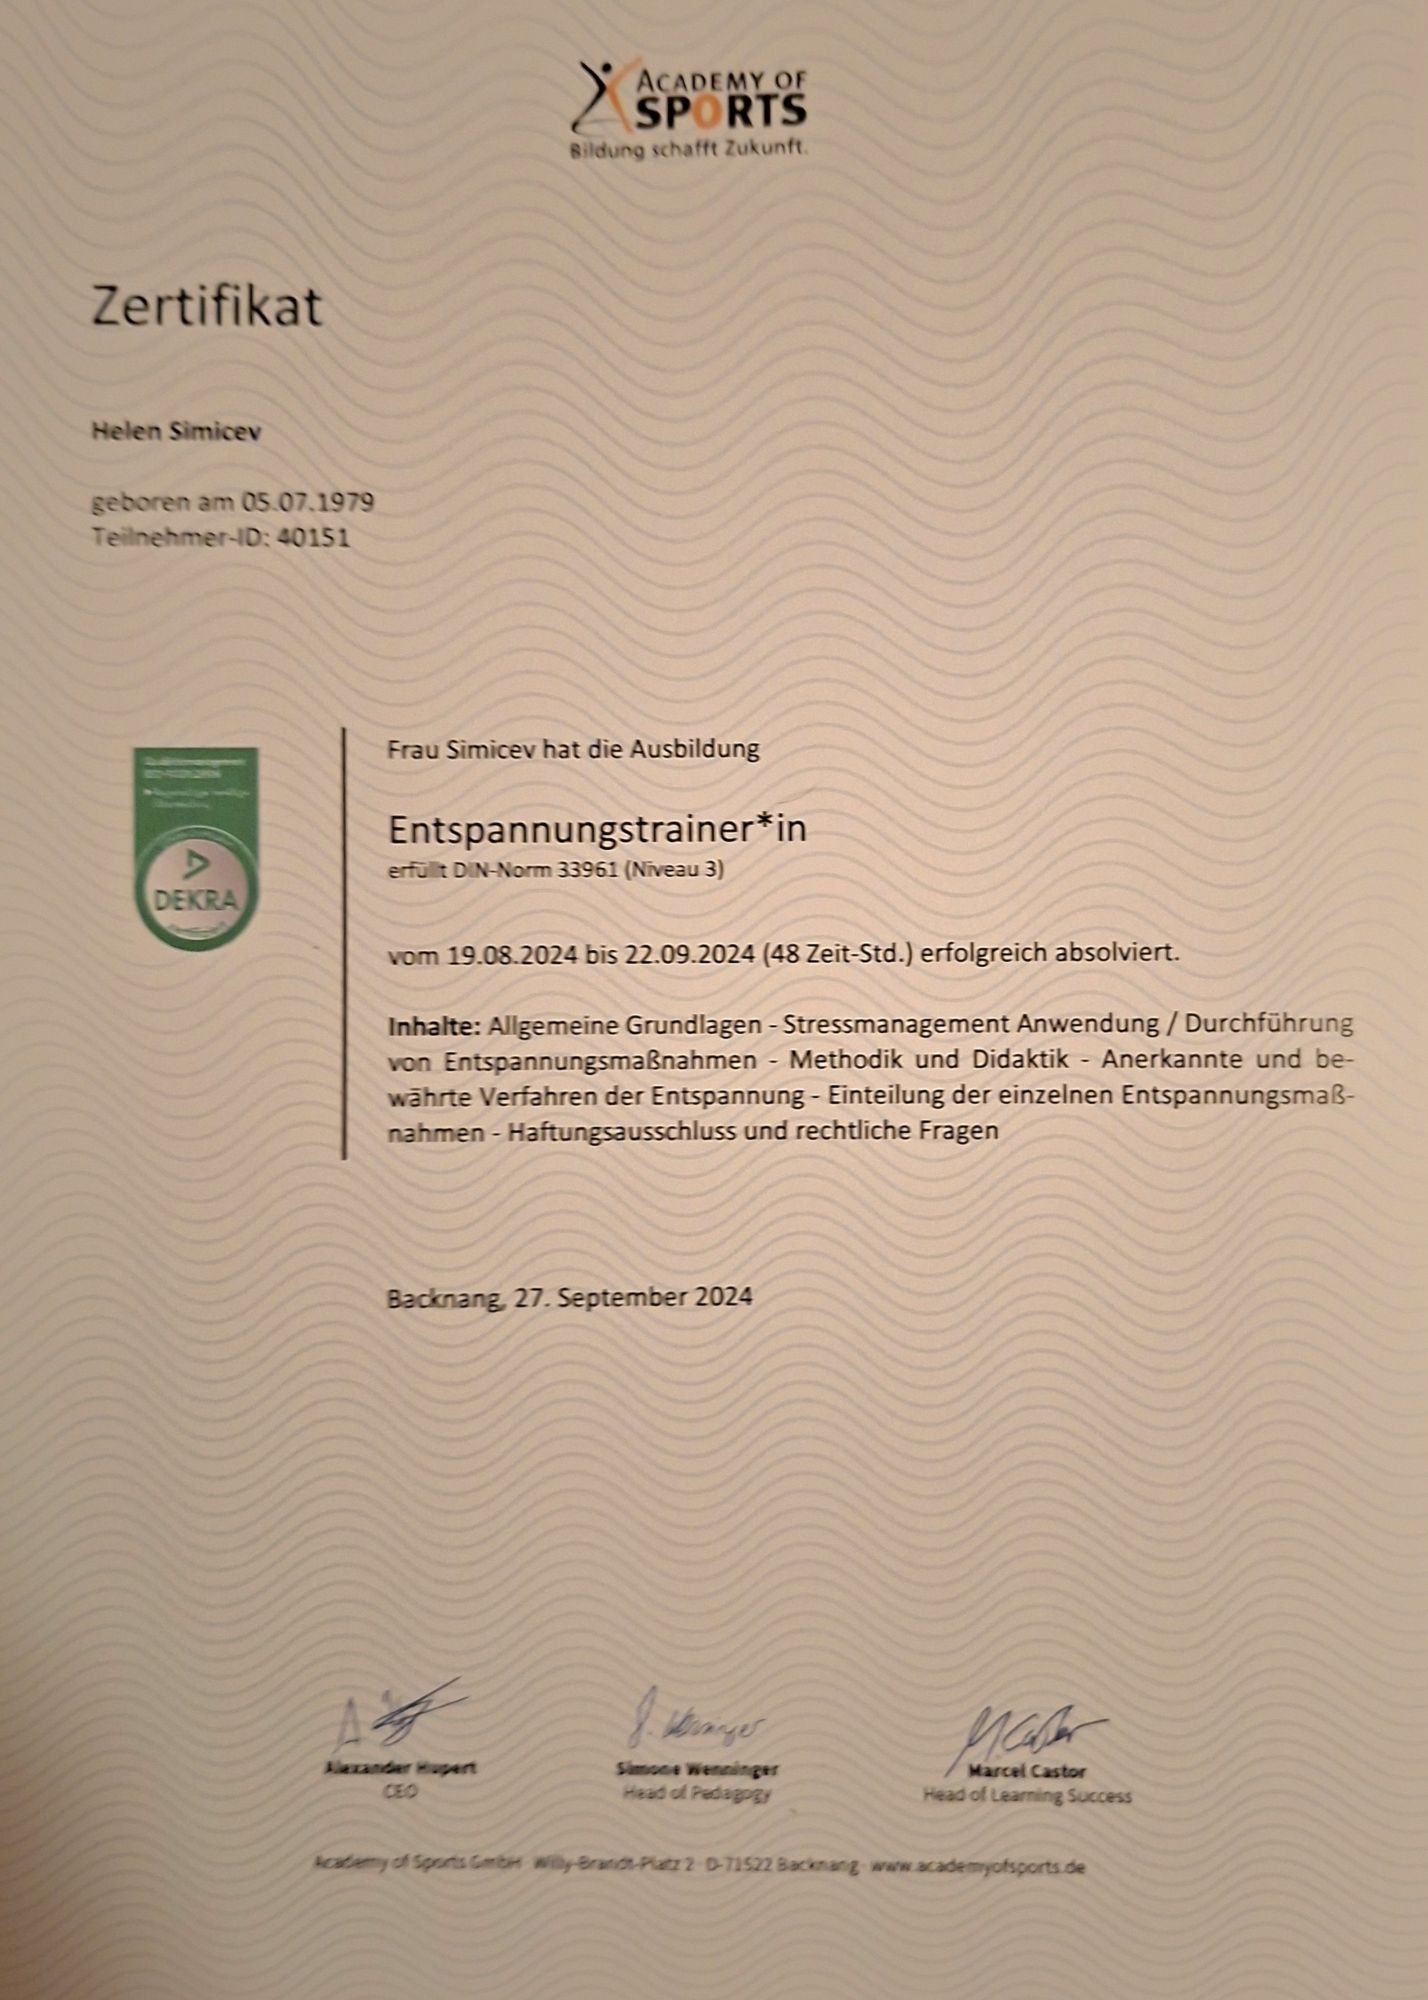 ACADEMY OF
SPORTS
Bildung schafft Zukunft.
Zertifikat
Helen Simicev
geboren am 05.07.1979
Teilnehmer-ID: 40151
Frau Simicev hat die Ausbildung
Entspannungstrainer*in
erfüllt DIN-Norm 33961 (Niveau 3)
DEKRA
vom 19.08.2024 bis 22.09.2024 (48 Zeit-Std.) erfolgreich absolviert.
Inhalte: Allgemeine Grundlagen - Stressmanagement Anwendung / Durchführung
von Entspannungsmaßnahmen - Methodik und Didaktik - Anerkannte und be-
währte Verfahren der Entspannung - Einteilung der einzelnen Entspannungsmaß-
nahmen - Haftungsausschluss und rechtliche Fragen
Backnang, 27. September 2024
Alexander Hupert
CEO
Simone Wenninger
Head of Pedagogy
Marcel Castor
Head of Learning Success
Academy of Sports GmbH · Willy-Brandt-Platz 2 · D-71522 Backnang · www.academyofsports.de